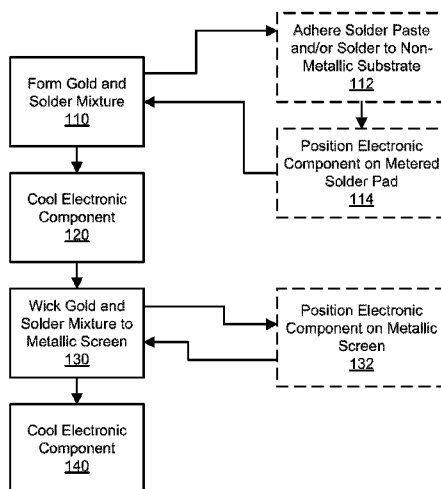 Form Gold and
Solder Mixture
110
Adhere Solder Paste
and/or Solder to Non-
Metallic Substrate
112
Position Electronic
Component on Metered
Solder Pad
114
Cool Electronic
Component
120
Wick Gold and
Solder Mixture to
Metallic Screen
130
Position Electronic
Component on Metallic
Screen
132
Cool Electronic
Component
140